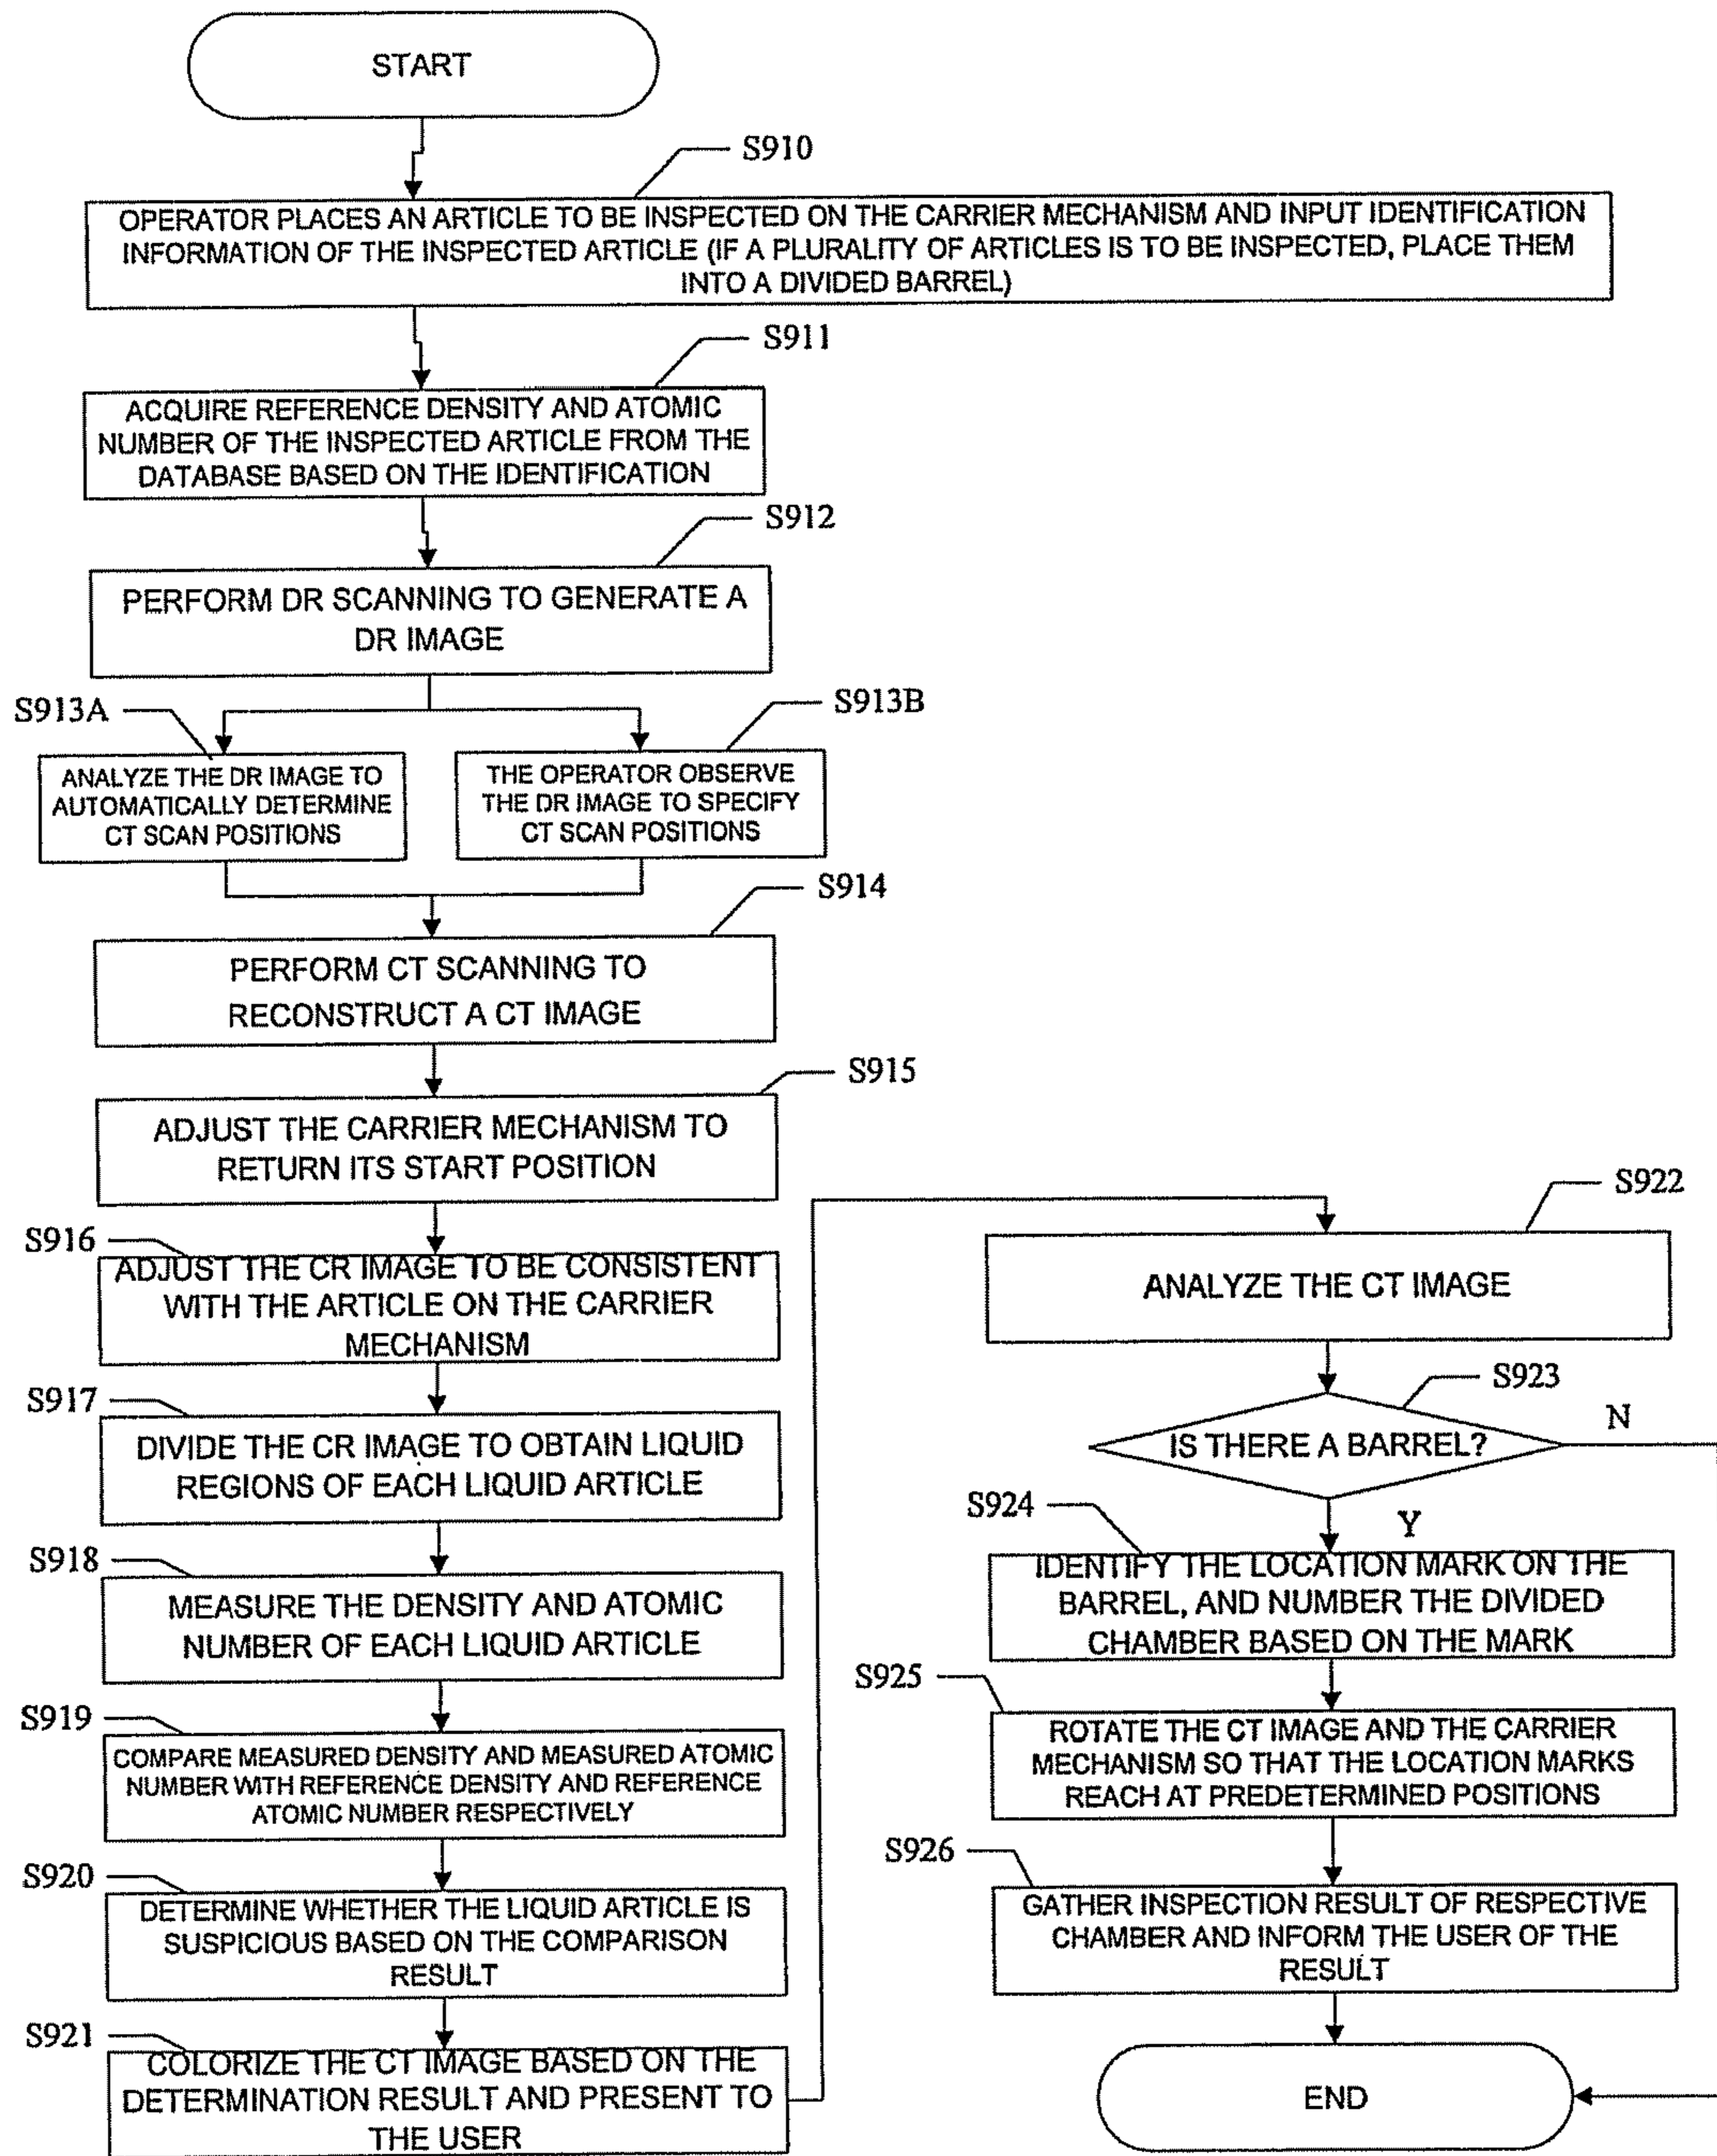 START
S910
OPERATOR PLACES AN ARTICLE TO BE INSPECTED ON THE CARRIER MECHANISM AND INPUT IDENTIFICATION
INFORMATION OF THE INSPECTED ARTICLE (IF A PLURALITY OF ARTICLES IS TO BE INSPECTED, PLACE THEM
INTO A DIVIDED BARREL)
S911
ACQUIRE REFERENCE DENSITY AND ATOMIC
NUMBER OF THE INSPECTED ARTICLE FROM THE
DATABASE BASED ON THE IDENTIFICATION
S912
PERFORM DR SCANNING TO GENERATE A
DR IMAGE
S913A
ANALYZE THE DR IMAGE TO
AUTOMATICALLY DETERMINE
CT SCAN POSITIONS
S913B
THE OPERATOR OBSERVE
THE DR IMAGE TO SPECIFY
CT SCAN POSITIONS
S914
PERFORM CT SCANNING TO
RECONSTRUCT A CT IMAGE
S915
ADJUST THE CARRIER MECHANISM TO
RETURN ITS START POSITION
S916
ADJUST THE CR IMAGE TO BE CONSISTENT
WITH THE ARTICLE ON THE CARRIER
MECHANISM
S917
DIVIDE THE CR IMAGE TO OBTAIN LIQUID
REGIONS OF EACH LIQUID ARTICLE
S918
MEASURE THE DENSITY AND ATOMIC
NUMBER OF EACH LIQUID ARTICLE
S919
COMPARE MEASURED DENSITY AND MEASURED ATOMIC
NUMBER WITH REFERENCE DENSITY AND REFERENCE
ATOMIC NUMBER RESPECTIVELY
S920
DETERMINE WHETHER THE LIQUID ARTICLE IS
SUSPICIOUS BASED ON THE COMPARISON
RESULT
S921
COLORIZE THE CT IMAGE BASED ON THE
DETERMINATION RESULT AND PRESENT TO
THE USER
S922
ANALYZE THE CT IMAGE
S923
IS THERE A BARREL?
N
Y
S924
IDENTIFY THE LOCATION MARK ON THE
BARREL, AND NUMBER THE DIVIDED
CHAMBER BASED ON THE MARK
S925
ROTATE THE CT IMAGE AND THE CARRIER
MECHANISM SO THAT THE LOCATION MARKS
REACH AT PREDETERMINED POSITIONS
S926
GATHER INSPECTION RESULT OF RESPECTIVE
CHAMBER AND INFORM THE USER OF THE
RESULT
END